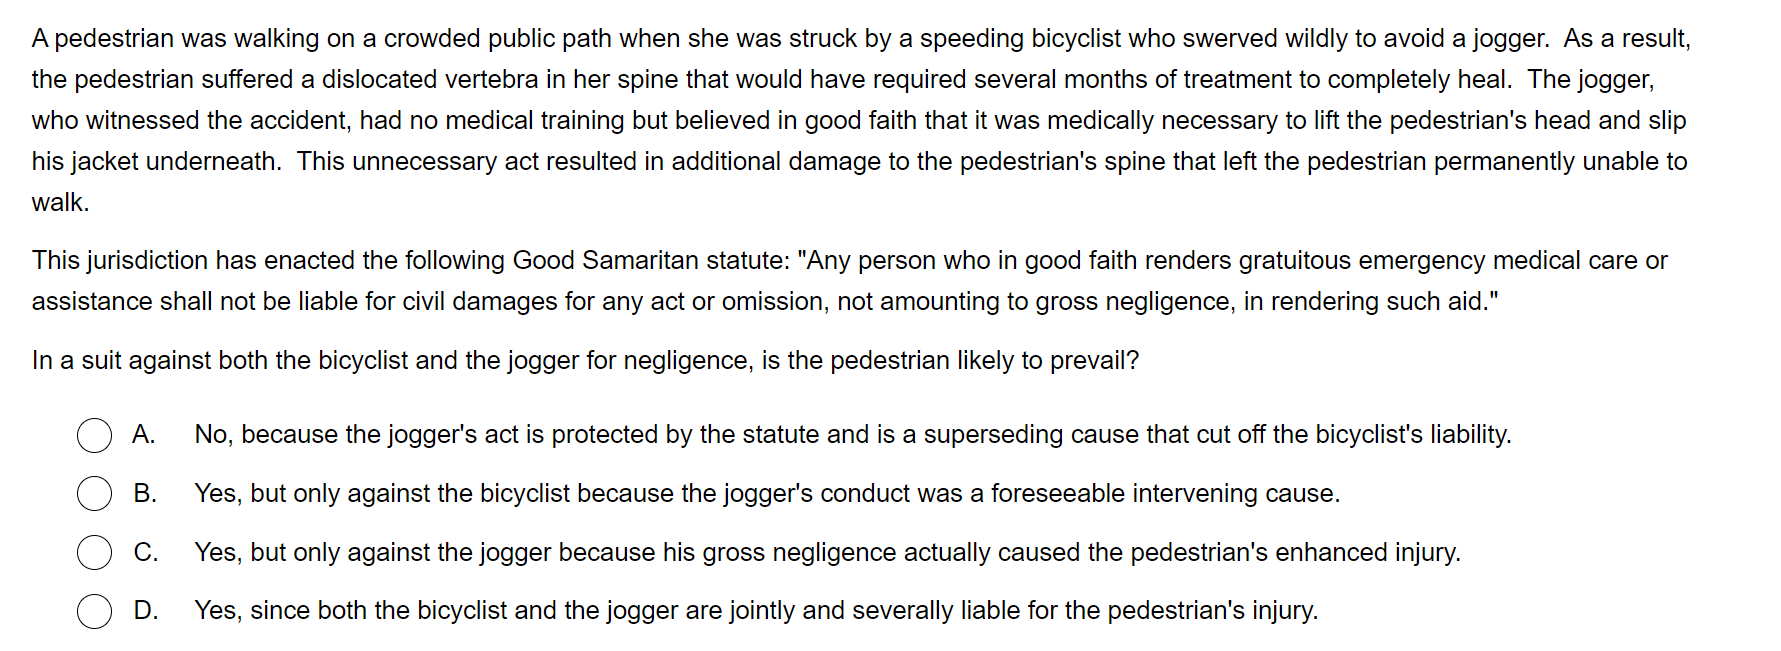 A pedestrian was walking on a crowded public path when she was struck by a speeding bicyclist who swerved wildly to avoid a jogger.  As a result,
the pedestrian suffered a dislocated vertebra in her spine that would have required several months of treatment to completely heal.  The jogger,
who witnessed the accident, had no medical training but believed in good faith that it was medically necessary to lift the pedestrian's head and slip
his jacket underneath.  This unnecessary act resulted in additional damage to the pedestrian's spine that left the pedestrian permanently unable to
walk.
This jurisdiction has enacted the following Good Samaritan statute: "Any person who in good faith renders gratuitous emergency medical care or
assistance shall not be liable for civil damages for any act or omission, not amounting to gross negligence, in rendering such aid."
In a suit against both the bicyclist and the jogger for negligence, is the pedestrian likely to prevail?
A. No, because the jogger's act is protected by the statute and is a superseding cause that cut off the bicyclist's liability.
B. Yes, but only against the bicyclist because the jogger's conduct was a foreseeable intervening cause.
C. Yes, but only against the jogger because his gross negligence actually caused the pedestrian's enhanced injury.
D. Yes, since both the bicyclist and the jogger are jointly and severally liable for the pedestrian's injury.